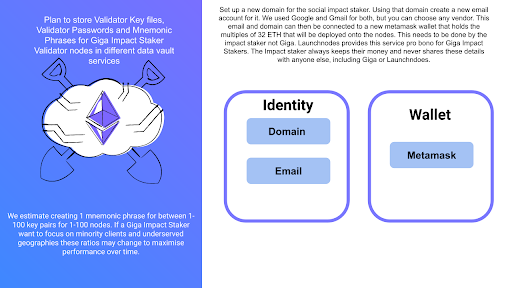 Plan to store Validator Key files,
Validator Passwords and Mnemonic
Phrases for Giga Impact Staker
Validator nodes in different data vault
services
We estimate creating 1 mnemonic phrase for between 1-
100 key pairs for 1-100 nodes. If a Giga Impact Staker
want to focus on minority clients and underserved
geographies these ratios may change to maximise
performance over time.
Set up a new domain for the social impact staker. Using that domain create a new email
account for it. We used Google and Gmail for both, but you can choose any vendor. This
email and domain can then be connected to a new metamask wallet that holds the
multiples of 32 ETH that will be deployed onto the nodes. This needs to be done by the
impact staker not Giga. Launchnodes provides this service pro bono for Giga Impact
Stakers. The Impact staker always keeps their money and never shares these details
with anyone else, including Giga or Launchndoes.
Identity
Domain
Email
Wallet
Metamask